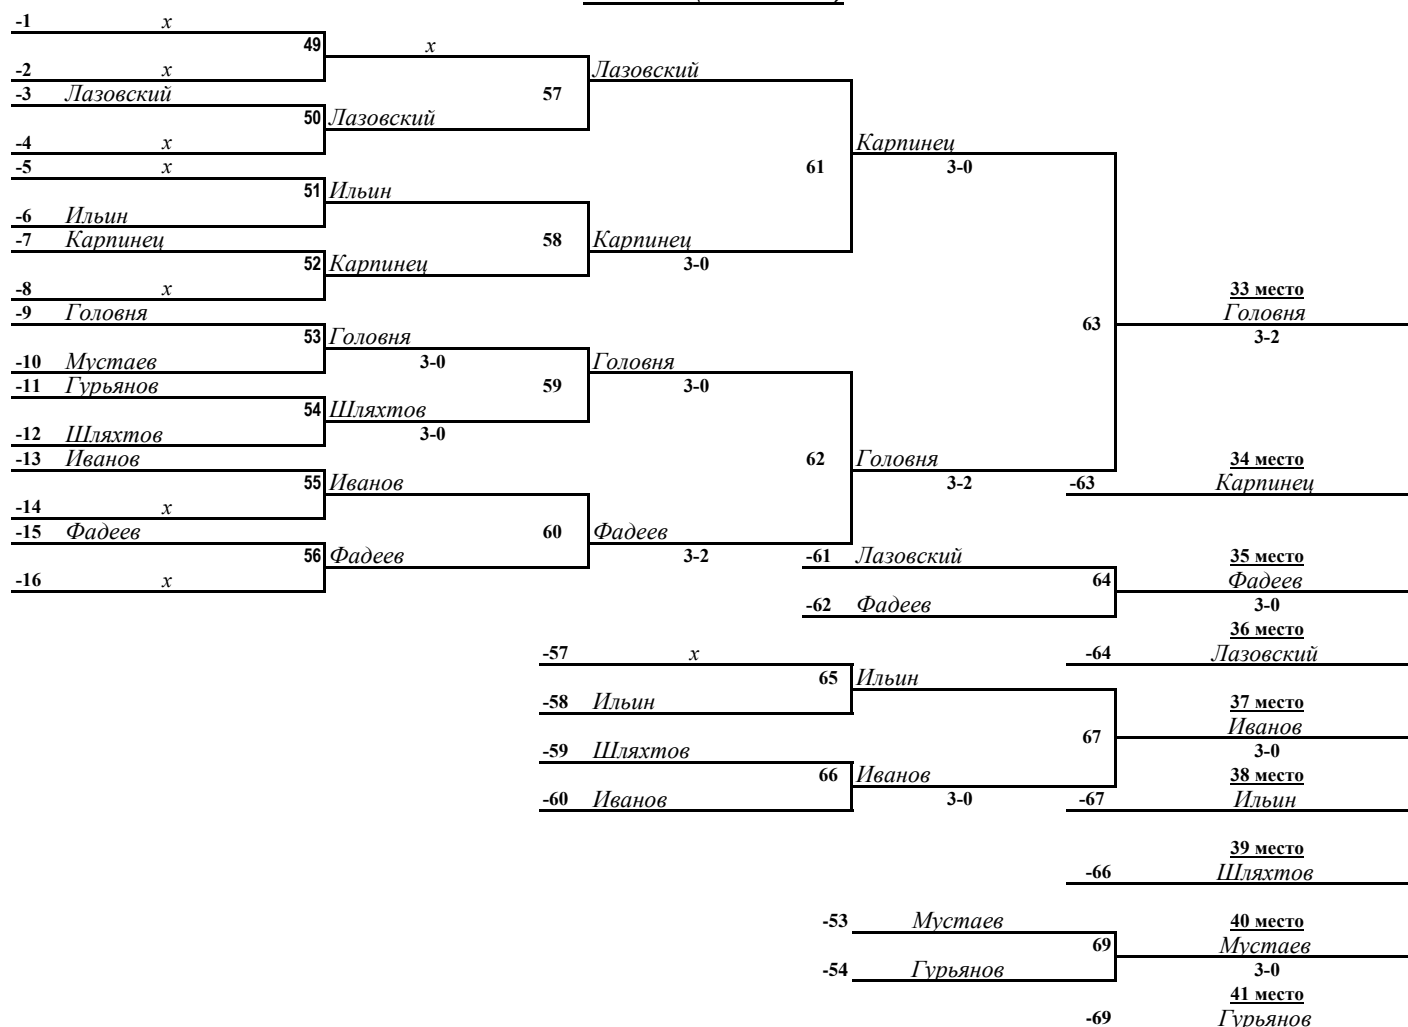 -1 x
49 x
-2 x
Лазовский
-3 Лазовский
57
50 Лазовский
-4 x
Карпинец
-5 x
61 3-0
51 Ильин
-6 Ильин
-7 Карпинец
58 Карпинец
52 Карпинец
3-0
-8 x
33 место
-9 Головня
Головня
63
53 Головня
3-2
-10 Мустаев
3-0
Головня
-11 Гурьянов
59 3-0
54 Шляхтов
-12 Шляхтов
3-0
-13 Иванов
62 Головня
34 место
55 Иванов
3-2
-63 Карпинец
-14 x
-15 Фадеев
60 Фадеев
56 Фадеев
3-2
-61 Лазовский
35 место
-16 x
64 Фадеев
-62 Фадеев
3-0
36 место
-57 x
-64 Лазовский
65 Ильин
-58 Ильин
37 место
Иванов
67
-59 Шляхтов
3-0
66 Иванов
38 место
-60 Иванов
3-0
-67 Ильин
39 место
-66 Шляхтов
-53 Мустаев
40 место
69 Мустаев
-54 Гурьянов
3-0
41 место
-69 Гурьянов